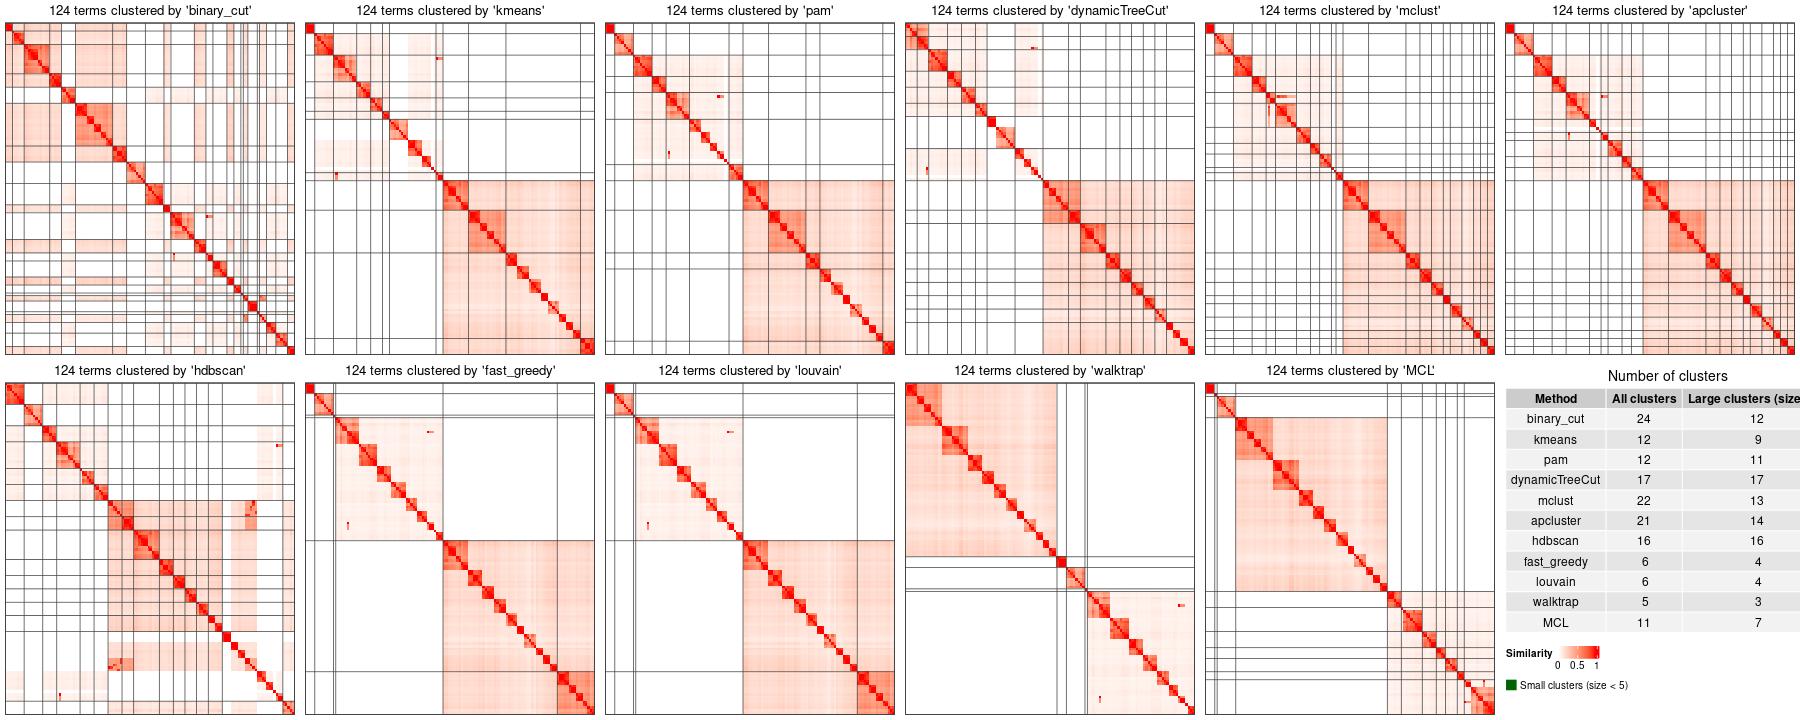 124 terms clustered by 'binary_cut'
124 terms clustered by 'kmeans'
124 terms clustered by 'pam'
124 terms clustered by 'dynamicTreeCut'
124 terms clustered by 'mclust'
124 terms clustered by 'apcluster'
124 terms clustered by 'hdbscan'
124 terms clustered by 'fast_greedy'
124 terms clustered by 'louvain'
124 terms clustered by 'walktrap'
124 terms clustered by 'MCL'
Number of clusters
Method All clusters Large clusters (size
binary_cut 24 12
kmeans 12 9
pam 12 11
dynamicTreeCut 17 17
mclust 22 13
apcluster 21 14
hdbscan 16 16
fast_greedy 6 4
louvain 6 4
walktrap 5 3
MCL 11 7
Similarity
0 0.5 1
Small clusters (size < 5)